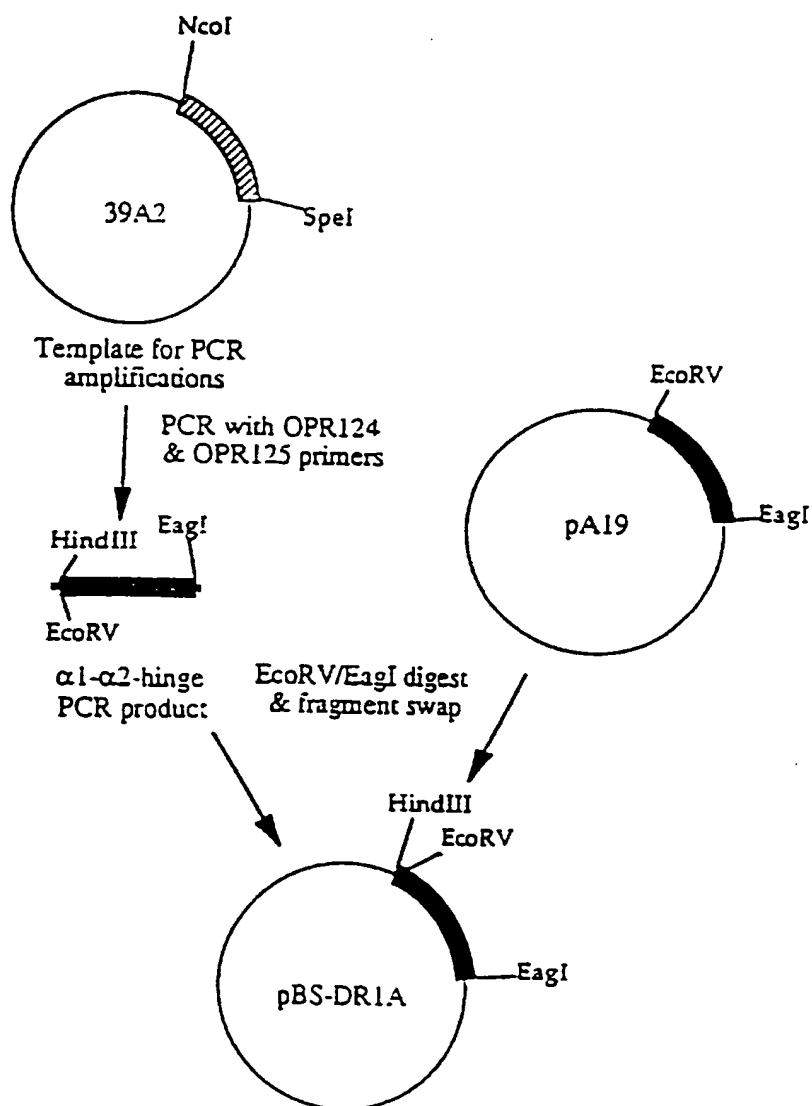 NcoI
39A2
SpeI
Template for PCR
amplifications
PCR with OPR124
& OPR125 primers
HindIII
EagI
EcoRV
α1-α2-hinge
PCR product
EcoRV
pA19
EagI
EcoRV/EagI digest
& fragment swap
HindIII
EcoRV
pBS-DR1A
EagI